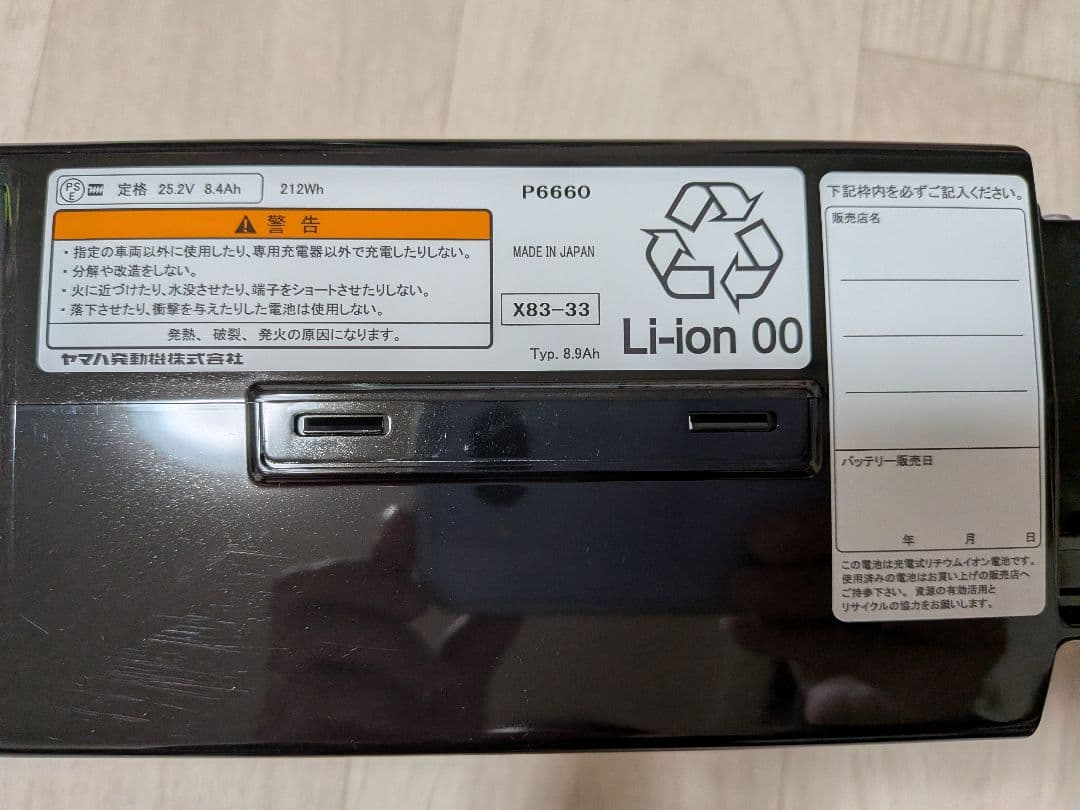 PS E 定格 25.2V 8.4Ah 212Wh
警告
・指定の車両以外に使用したり、専用充電器以外で充電したりしない。
・分解や改造をしない。
・火に近づけたり、水没させたり、端子をショートさせたりしない。
・落下させたり、衝撃を与えたりした電池は使用しない。
発熱、破裂、発火の原因になります。
ヤマハ発動機株式会社
P6660
MADE IN JAPAN
X83-33
Typ. 8.9Ah
Li-ion 00
下記枠内を必ずご記入ください。
販売店名
バッテリー販売日
年 月 日
この電池は充電式リチウムイオン電池です。
使用済みの電池はお買い上げの販売店へ
ご持参下さい。資源の有効活用と
リサイクルの協力をお願いします。